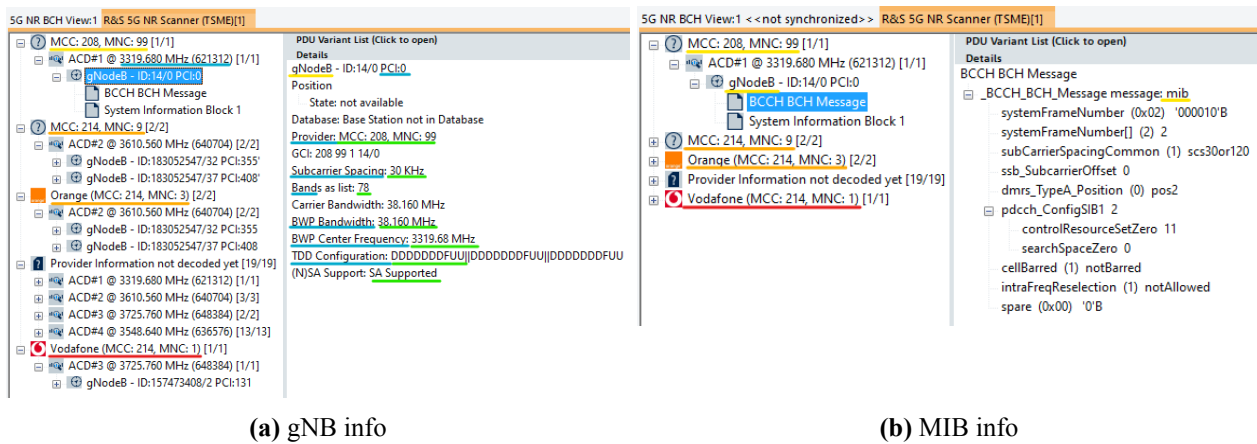 5G NR BCH View:1 R&S 5G NR Scanner (TSME)[1]
MCC: 208, MNC: 99 [1/1]
ACD#1 @ 3319.680 MHz (621312) [1/1]
gNodeB - ID:14/0 PCI:0
BCCH BCH Message
System Information Block 1
MCC: 214, MNC: 9 [2/2]
ACD#2 @ 3610.560 MHz (640704) [2/2]
gNodeB - ID:183052547/32 PCI:355'
gNodeB - ID:183052037/32 PCI:408'
Orange (MCC: 214, MNC: 3) [2/2]
ACD#2 @ 3610.560 MHz (640704) [2/2]
gNodeB - ID:183052547/37 PCI:355
gNodeB - ID:183052037/37 PCI:408
Provider Information not decoded yet [19/19]
ACD#1 @ 3319.680 MHz (621312) [1/1]
ACD#2 @ 3610.560 MHz (640704) [3/3]
ACD#3 @ 3725.760 MHz (648384) [2/2]
ACD#4 @ 3548.640 MHz (636576) [13/13]
Vodafone (MCC: 214, MNC: 1) [1/1]
ACD#3 @ 3725.760 MHz (648384) [1/1]
gNodeB - ID:157473408/2 PCI:131
PDU Variant List (Click to open)
Details
gNodeB - ID:14/0 PCI:0
Position
State: not available
Database: Base Station not in Database
Provider: MCC: 208, MNC: 99
GCI: 208 99 1 14/0
Subcarrier Spacing: 30 KHz
Bands as list: 78
Carrier Bandwidth: 38.160 MHz
BWP Bandwidth: 38.160 MHz
BWP Center Frequency: 3319.68 MHz
TDD Configuration: DDDDDDDFUU||DDDDDDDFUU||DDDDDDDFUU
(N)SA Support: SA Supported
(a) gNB info
5G NR BCH View:1 <<not synchronized>> R&S 5G NR Scanner (TSME)[1]
MCC: 208, MNC: 99 [1/1]
ACD#1 @ 3319.680 MHz (621312) [1/1]
gNodeB - ID:14/0 PCI:0
BCCH BCH Message
System Information Block 1
MCC: 214, MNC: 9 [2/2]
Orange (MCC: 214, MNC: 3) [2/2]
Provider Information not decoded yet [19/19]
Vodafone (MCC: 214, MNC: 1) [1/1]
PDU Variant List (Click to open)
Details
BCCH BCH Message
_BCCH_BCH_Message message: mib
systemFrameNumber (0x02) '000010'B
systemFrameNumber[] (2) 2
subCarrierSpacingCommon (1) scs30or120
ssb_SubcarrierOffset 0
dmrs_TypeA_Position (0) pos2
pdcch_ConfigSIB1 2
controlResourceSetZero 11
searchSpaceZero 0
cellBarred (1) notBarred
intraFreqReselection (1) notAllowed
spare (0x00) '0'B
(b) MIB info